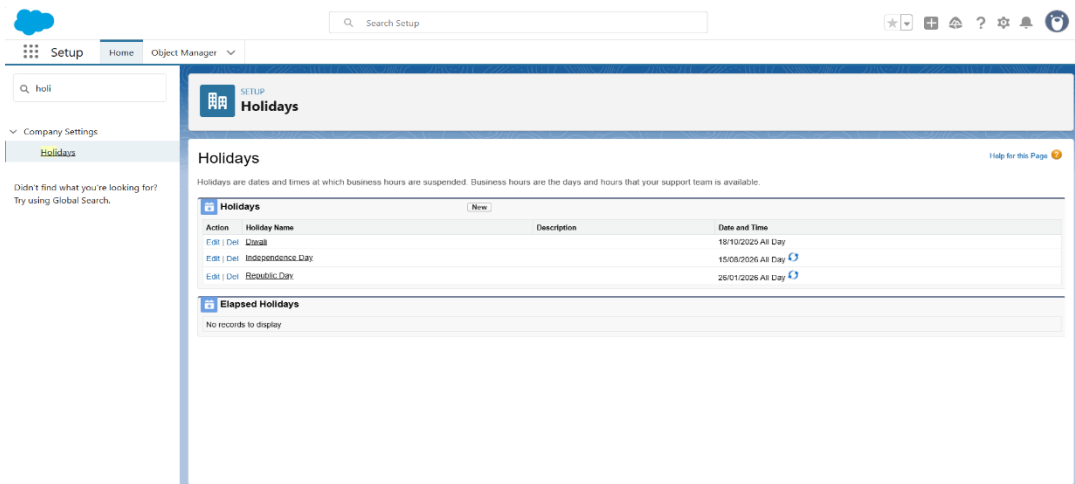 Search Setup
Setup Home Object Manager
holi
Company Settings
Holidays
Didn't find what you're looking for?
Try using Global Search.
SETUP
Holidays
Holidays
Help for this Page ?
Holidays are dates and times at which business hours are suspended. Business hours are the days and hours that your support team is available.
Holidays New
Action Holiday Name Description Date and Time
Edit | Del Diwali 18/10/2025 All Day
Edit | Del Independence Day 15/08/2026 All Day
Edit | Del Republic Day 26/01/2026 All Day
Elapsed Holidays
No records to display